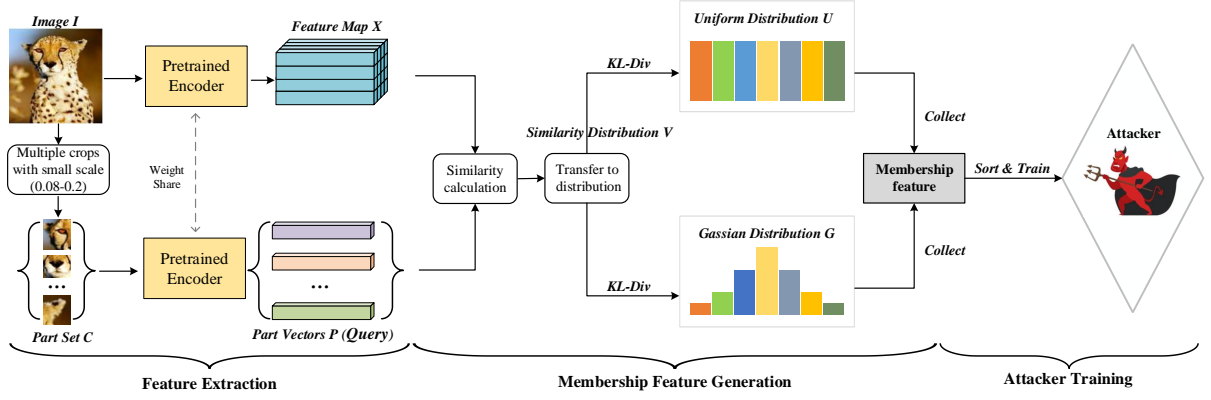 Image I
Pretrained
Encoder
Feature Map X
Multiple crops
with small scale
(0.08-0.2)
Weight
Share
Part Set C
...
Pretrained
Encoder
...
Part Vectors P (Query)
Similarity
calculation
Similarity Distribution V
Transfer to
distribution
KL-Div
KL-Div
Uniform Distribution U
Gassian Distribution G
Collect
Collect
Membership
feature
Sort & Train
Attacker
Feature Extraction
Membership Feature Generation
Attacker Training